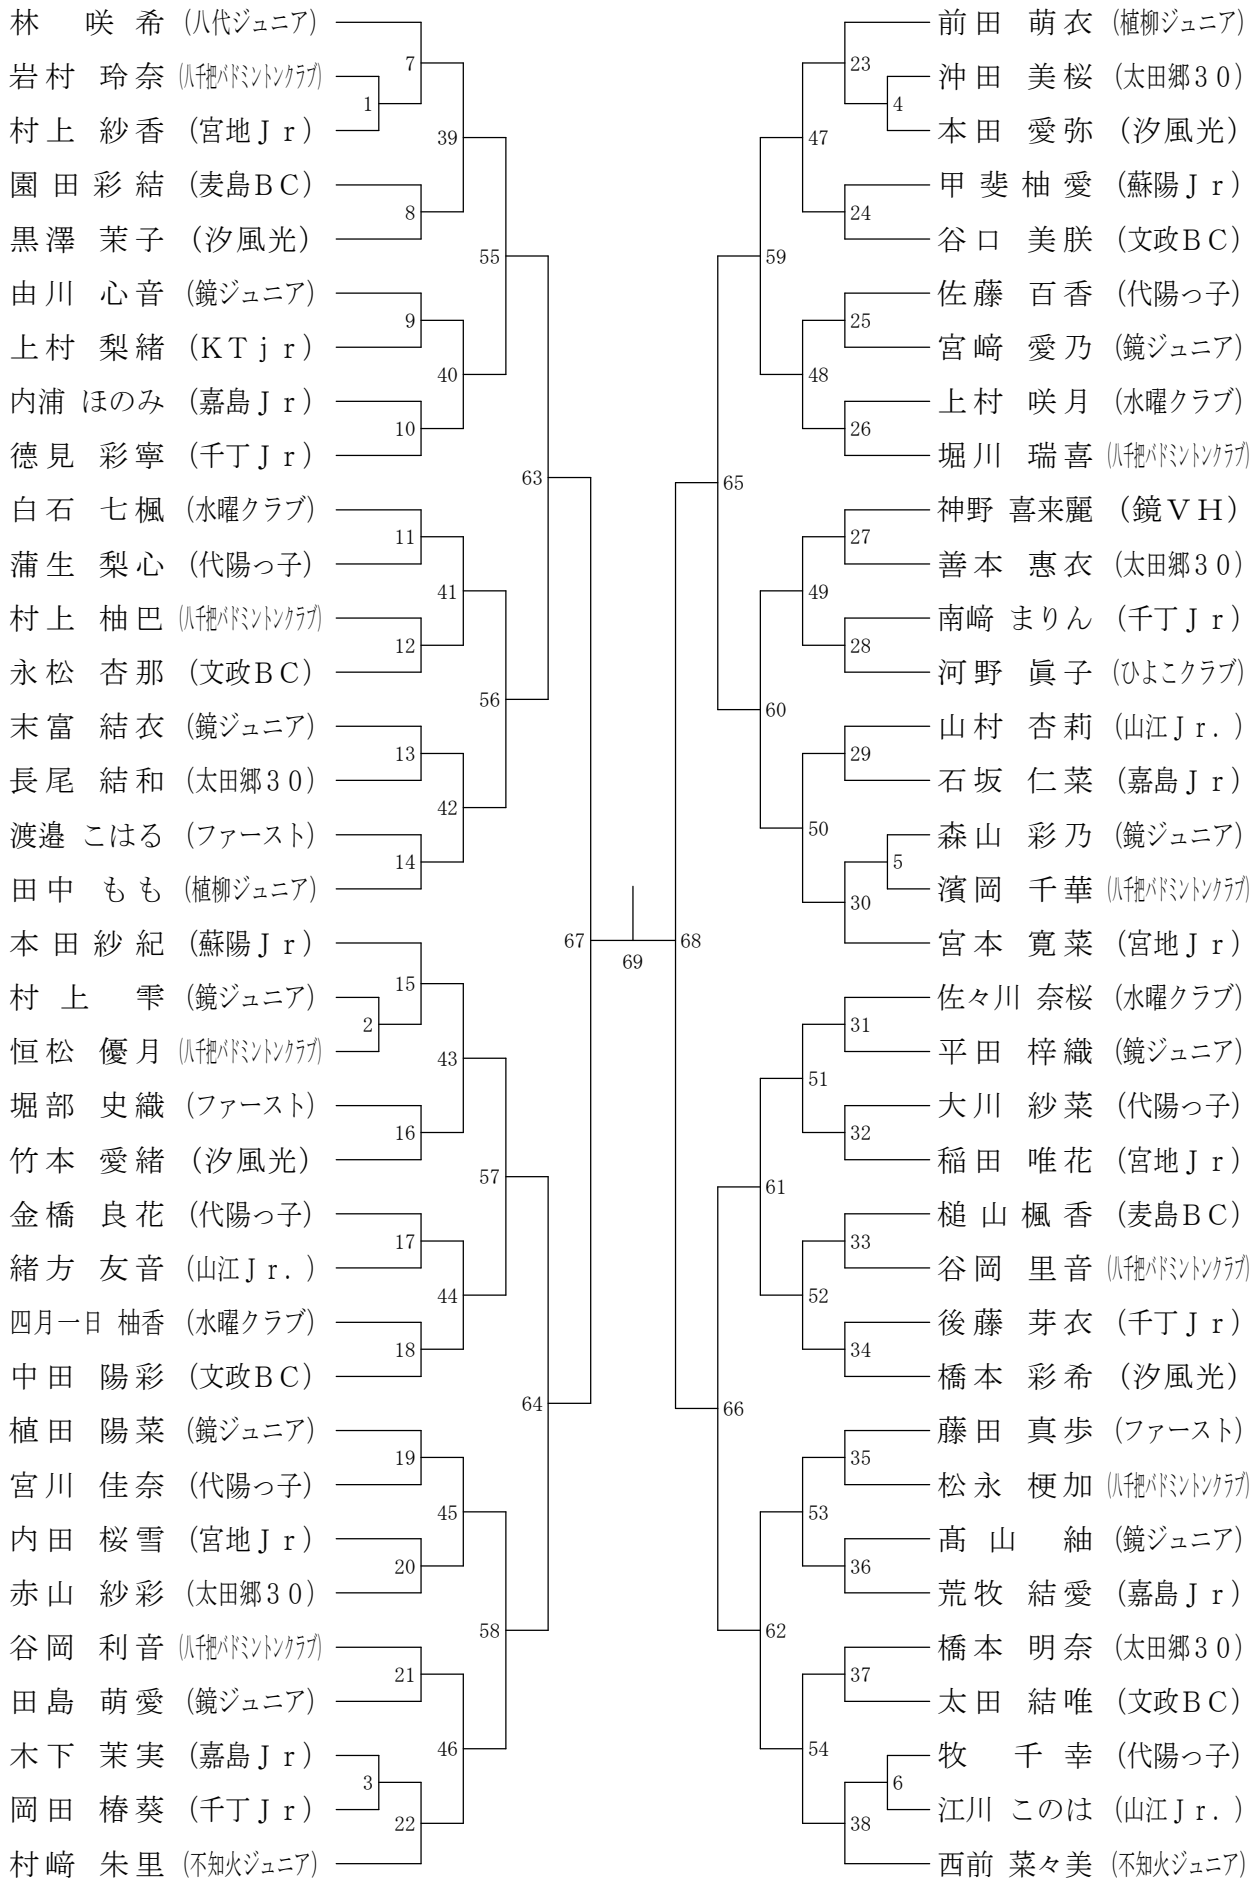 林 咲希 (八代ジュニア)
岩村 玲奈 (八千把バドミントンクラブ)
村上 紗香 (宮地Ｊｒ)
園田彩結 (麦島ＢＣ)
黒澤 茉子 (汐風光)
由川 心音 (鏡ジュニア)
上村 梨緒 (ＫＴｊｒ)
内浦 ほのみ (嘉島Ｊｒ)
德見 彩寧 (千丁Ｊｒ)
白石 七楓 (水曜クラブ)
蒲生 梨心 (代陽っ子)
村上 柚巴 (八千把バドミントンクラブ)
永松 杏那 (文政ＢＣ)
末富 結衣 (鏡ジュニア)
長尾 結和 (太田郷３０)
渡邉 こはる (ファースト)
田中 もも (植柳ジュニア)
本田紗紀 (蘇陽Ｊｒ)
村上 雫 (鏡ジュニア)
恒松 優月 (八千把バドミントンクラブ)
堀部 史織 (ファースト)
竹本 愛緒 (汐風光)
金橋 良花 (代陽っ子)
緒方 友音 (山江Ｊｒ.)
四月一日 柚香 (水曜クラブ)
中田 陽彩 (文政ＢＣ)
植田 陽菜 (鏡ジュニア)
宮川 佳奈 (代陽っ子)
内田 桜雪 (宮地Ｊｒ)
赤山 紗彩 (太田郷３０)
谷岡 利音 (八千把バドミントンクラブ)
田島 萌愛 (鏡ジュニア)
木下 茉実 (嘉島Ｊｒ)
岡田 椿葵 (千丁Ｊｒ)
村﨑 朱里 (不知火ジュニア)
1
2
3
7
8
9
10
11
12
13
14
15
16
17
18
19
20
21
22
39
40
41
42
43
44
45
46
55
56
57
58
63
64
67
69
68
65
66
59
60
61
62
47
48
49
50
51
52
53
54
23
24
25
26
27
28
29
30
31
32
33
34
35
36
37
38
4
5
6
前田 萌衣 (植柳ジュニア)
沖田 美桜 (太田郷３０)
本田 愛弥 (汐風光)
甲斐柚愛 (蘇陽Ｊｒ)
谷口 美朕 (文政ＢＣ)
佐藤 百香 (代陽っ子)
宮﨑 愛乃 (鏡ジュニア)
上村 咲月 (水曜クラブ)
堀川 瑞喜 (八千把バドミントンクラブ)
神野 喜来麗 (鏡ＶＨ)
善本 惠衣 (太田郷３０)
南﨑 まりん (千丁Ｊｒ)
河野 眞子 (ひよこクラブ)
山村 杏莉 (山江Ｊｒ.)
石坂 仁菜 (嘉島Ｊｒ)
森山 彩乃 (鏡ジュニア)
濱岡 千華 (八千把バドミントンクラブ)
宮本 寛菜 (宮地Ｊｒ)
佐々川 奈桜 (水曜クラブ)
平田 梓織 (鏡ジュニア)
大川 紗菜 (代陽っ子)
稲田 唯花 (宮地Ｊｒ)
槌山楓香 (麦島ＢＣ)
谷岡 里音 (八千把バドミントンクラブ)
後藤 芽衣 (千丁Ｊｒ)
橋本 彩希 (汐風光)
藤田 真歩 (ファースト)
松永 梗加 (八千把バドミントンクラブ)
髙山 紬 (鏡ジュニア)
荒牧 結愛 (嘉島Ｊｒ)
橋本 明奈 (太田郷３０)
太田 結唯 (文政ＢＣ)
牧 千幸 (代陽っ子)
江川 このは (山江Ｊｒ.)
西前 菜々美 (不知火ジュニア)